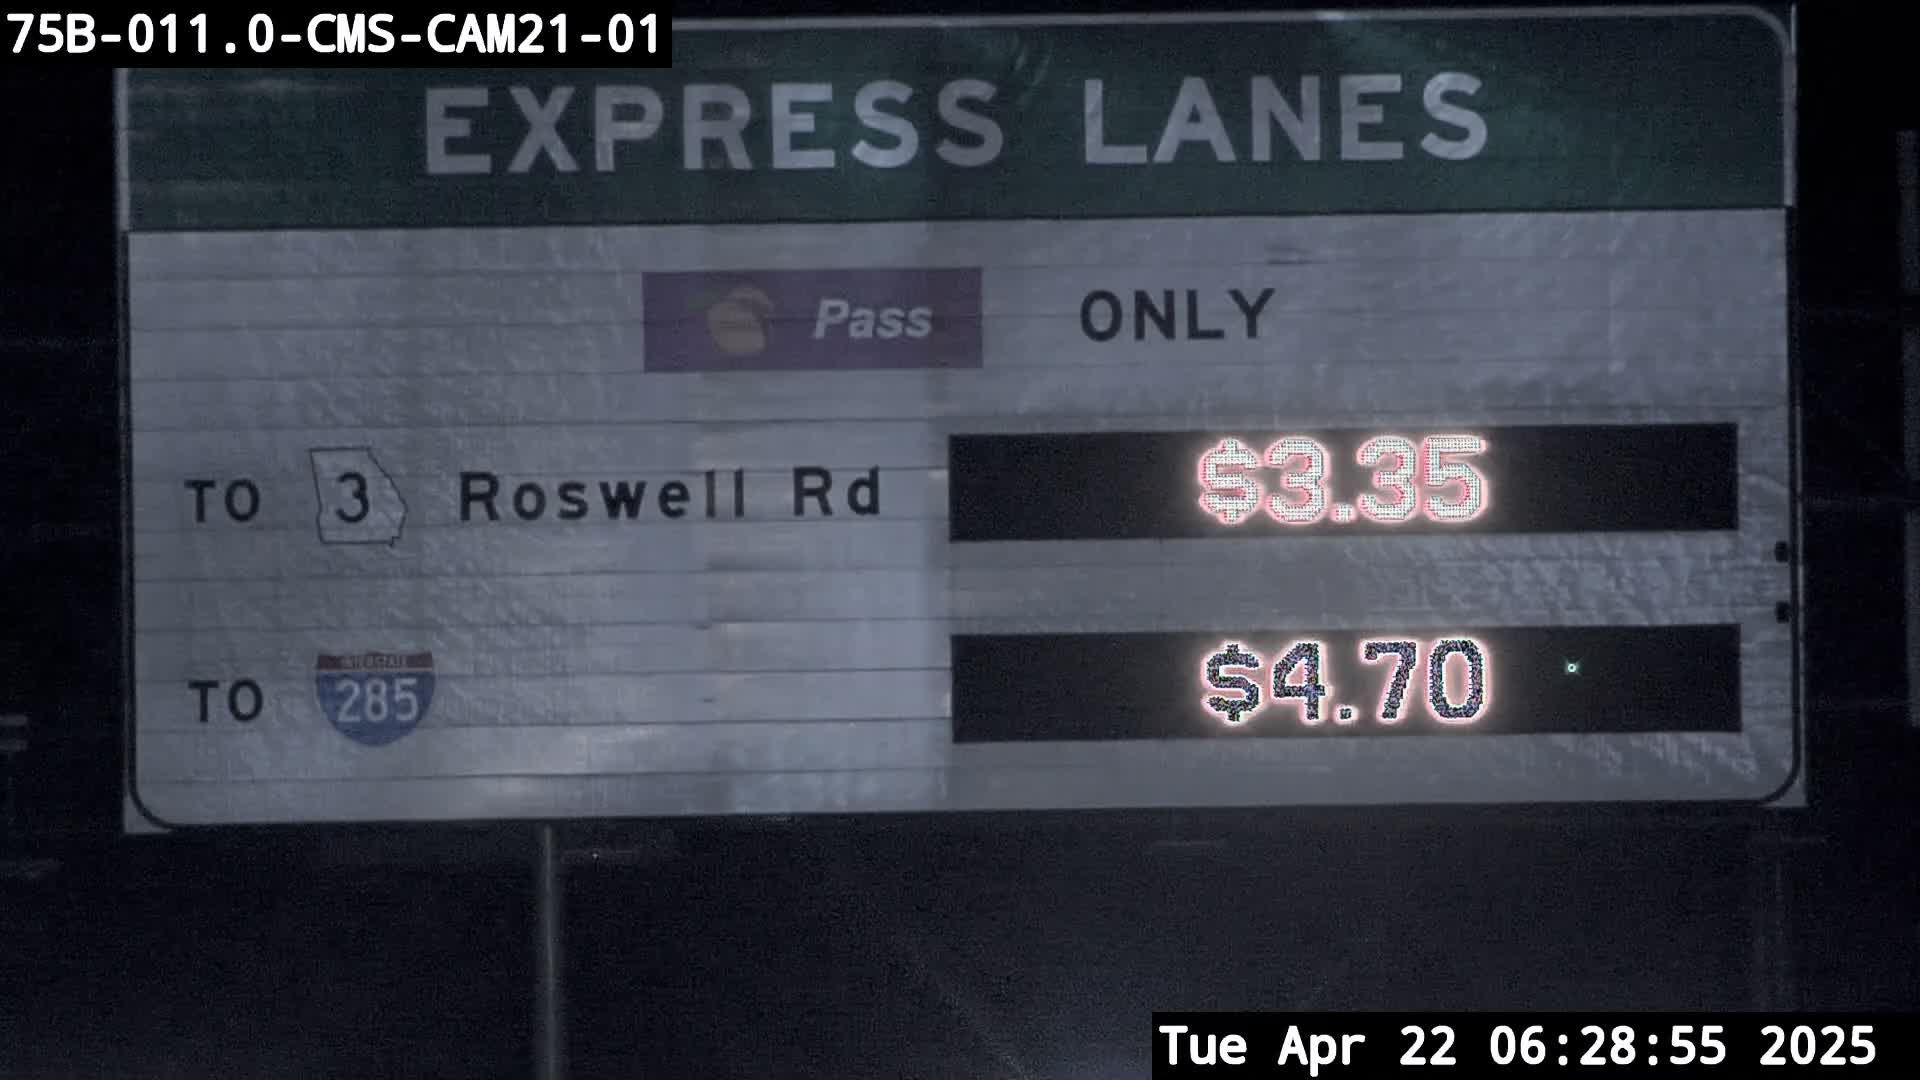 75B-011.0-CMS-CAM21-01
EXPRESS LANES
Pass ONLY
TO 3 Roswell Rd $3.35
INTERSTATE
TO 285 $4.70
Tue Apr 22 06:28:55 2025